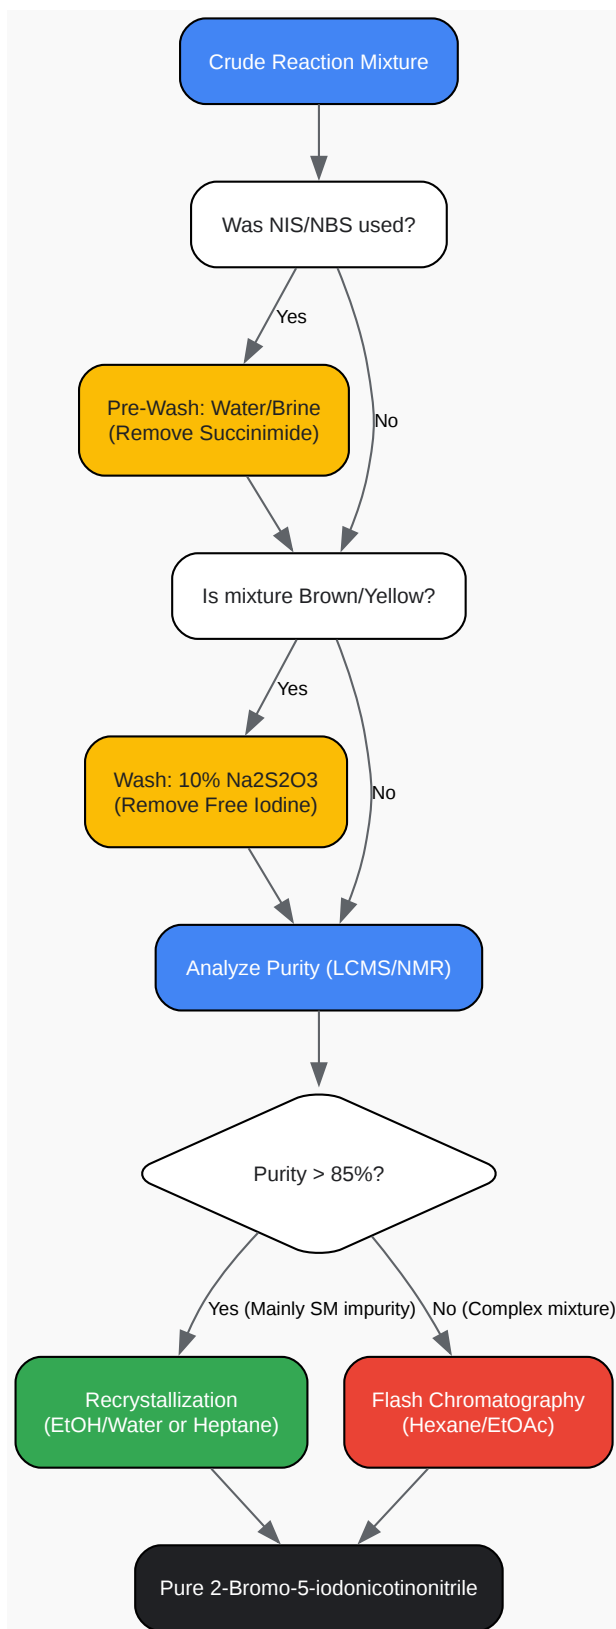 Crude Reaction Mixture
Was NIS/NBS used?
Yes
Pre-Wash: Water/Brine
(Remove Succinimide)
No
Is mixture Brown/Yellow?
Yes
Wash: 10% Na2S2O3
(Remove Free Iodine)
No
Analyze Purity (LCMS/NMR)
Purity > 85%?
Yes (Mainly SM impurity)
No (Complex mixture)
Recrystallization
(EtOH/Water or Heptane)
Flash Chromatography
(Hexane/EtOAc)
Pure 2-Bromo-5-iodonicotinonitrile